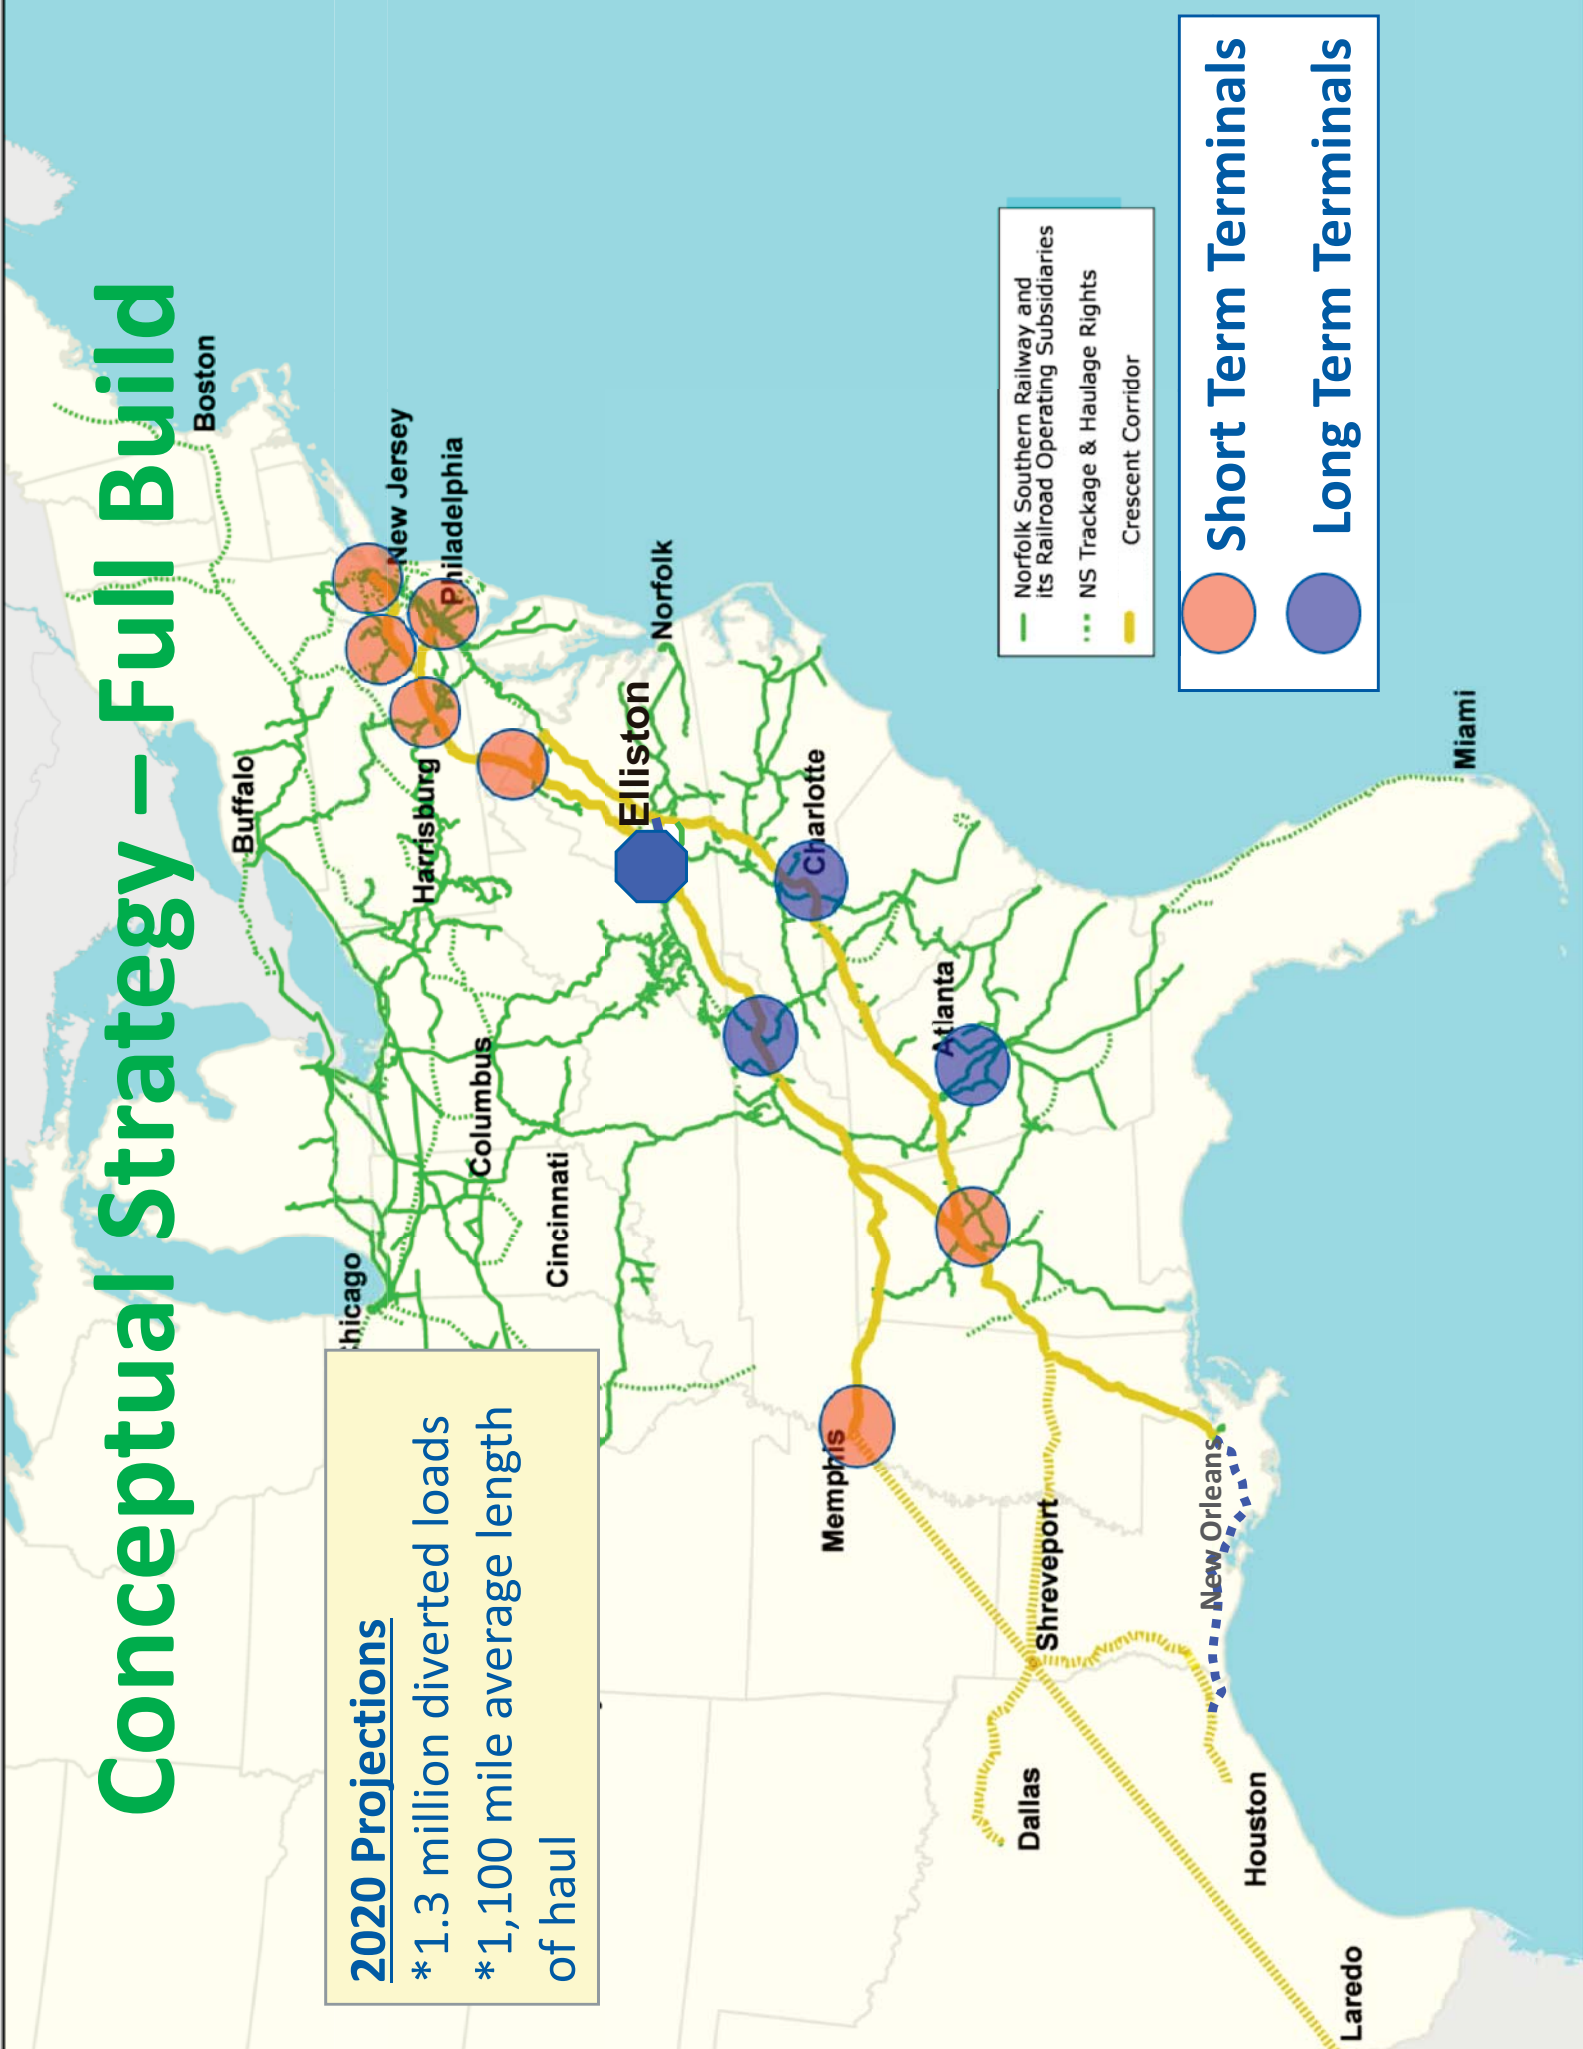 Conceptual Strategy – Full Build
2020 Projections
*1.3 million diverted loads
*1,100 mile average length
of haul
Boston
Buffalo
New Jersey
Philadelphia
Harrisburg
hicago
Columbus
Cincinnati
Norfolk
Elliston
Charlotte
Atlanta
Memphis
Shreveport
Dallas
New Orleans
Houston
Laredo
Miami
Norfolk Southern Railway and
its Railroad Operating Subsidiaries
NS Trackage & Haulage Rights
Crescent Corridor
Short Term Terminals
Long Term Terminals